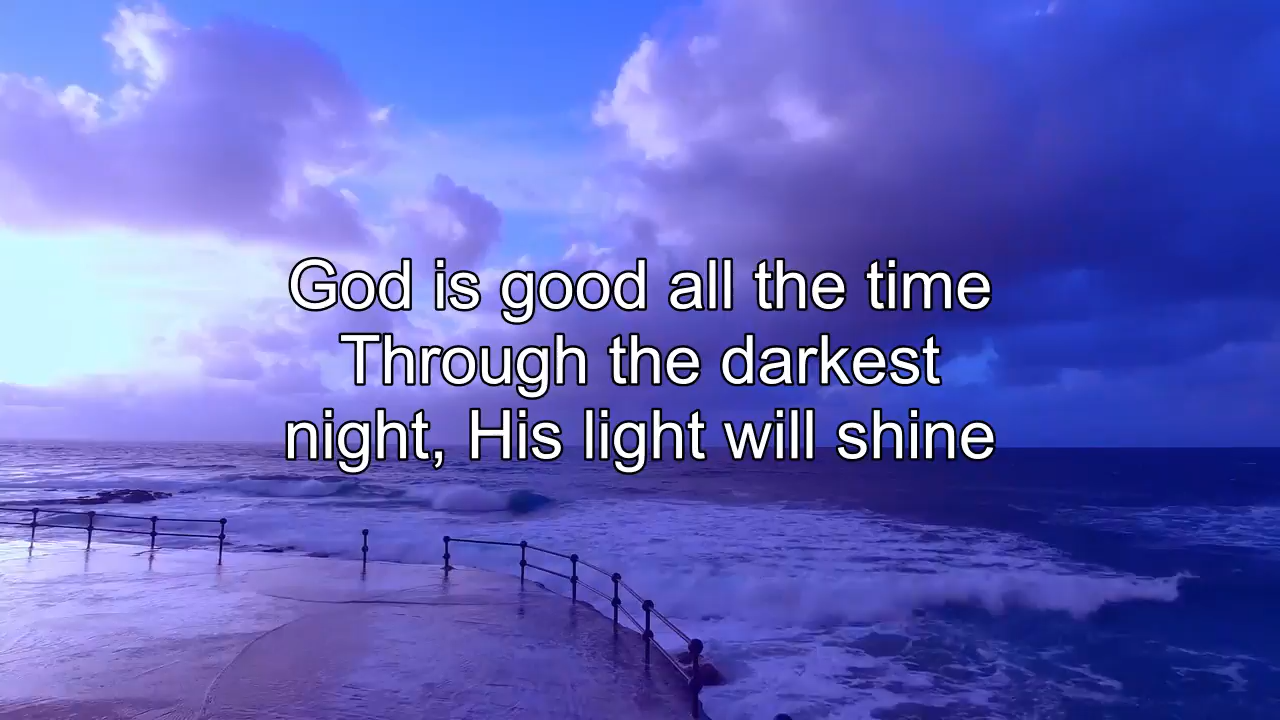 God is good all the time
Through the darkest
night, His light will shine